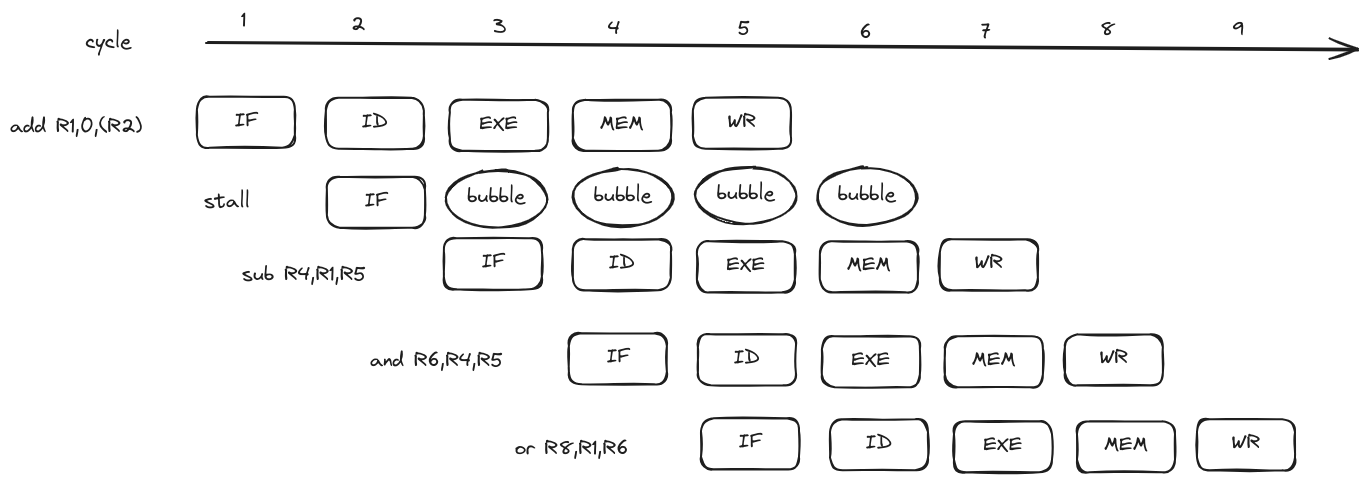 1 2 3 4 5 6 7 8 9
cycle
add R1,0,(R2) IF ID EXE MEM WR
stall IF bubble bubble bubble bubble
sub R4,R1,R5 IF ID EXE MEM WR
and R6,R4,R5 IF ID EXE MEM WR
or R8,R1,R6 IF ID EXE MEM WR